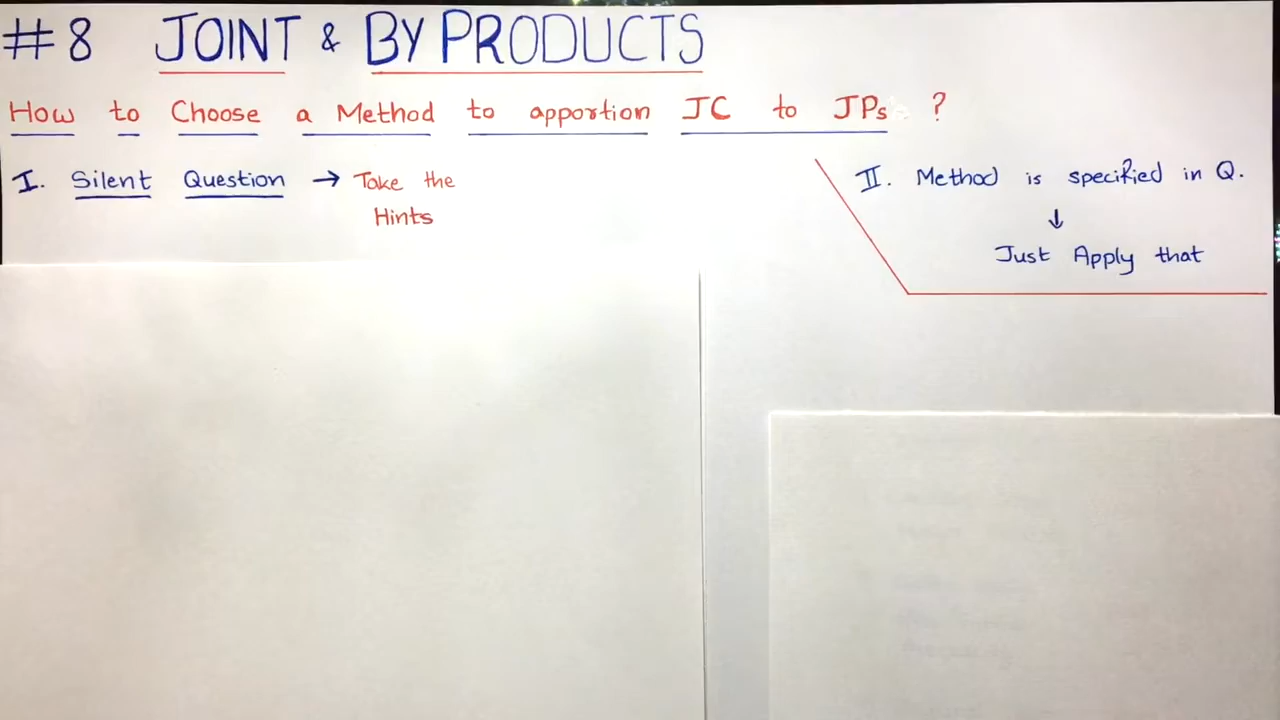 #8 JOINT & BY PRODUCTS
How to Choose a Method to apportion JC to JPs ?
I. Silent Question → Take the
Hints
II. Method is specified in Q.
↓
Just Apply that